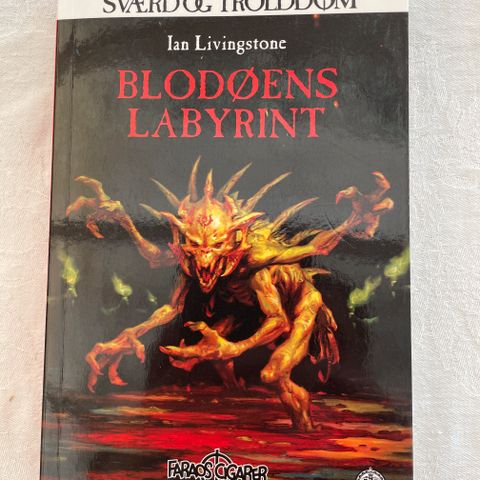 SVÆRD OG TROLDDOM
Ian Livingstone
BLODØENS
LABYRINT
FARAOS CIGARER